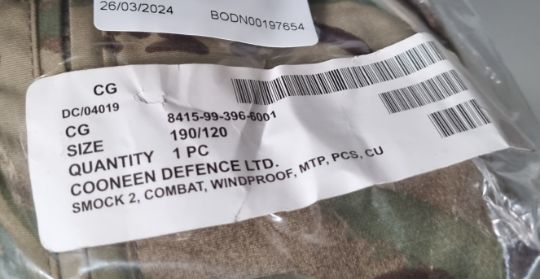 26/03/2024
BODN00197654
CG
DC/04019
CG 8415-99-396-6001
SIZE 190/120
QUANTITY 1 PC
COONEEN DEFENCE LTD.
SMOCK 2, COMBAT, WINDPROOF, MTP, PCS, CU